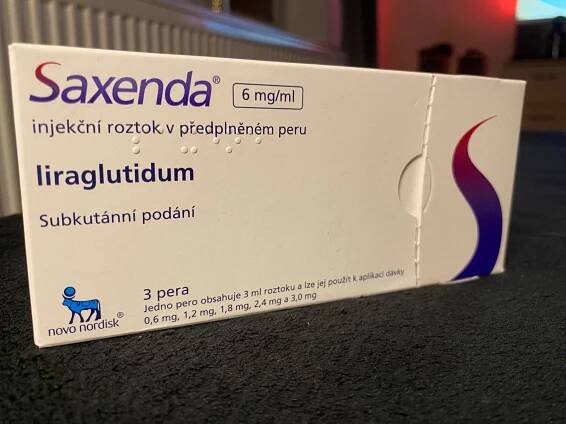 Saxenda® 6 mg/ml
injekční roztok v předplněném peru
liraglutidum
Subkutánní podání
3 pera
Jedno pero obsahuje 3 ml roztoku a lze jej použít k aplikaci dávky
0,6 mg, 1,2 mg, 1,8 mg, 2,4 mg a 3,0 mg
novo nordisk®